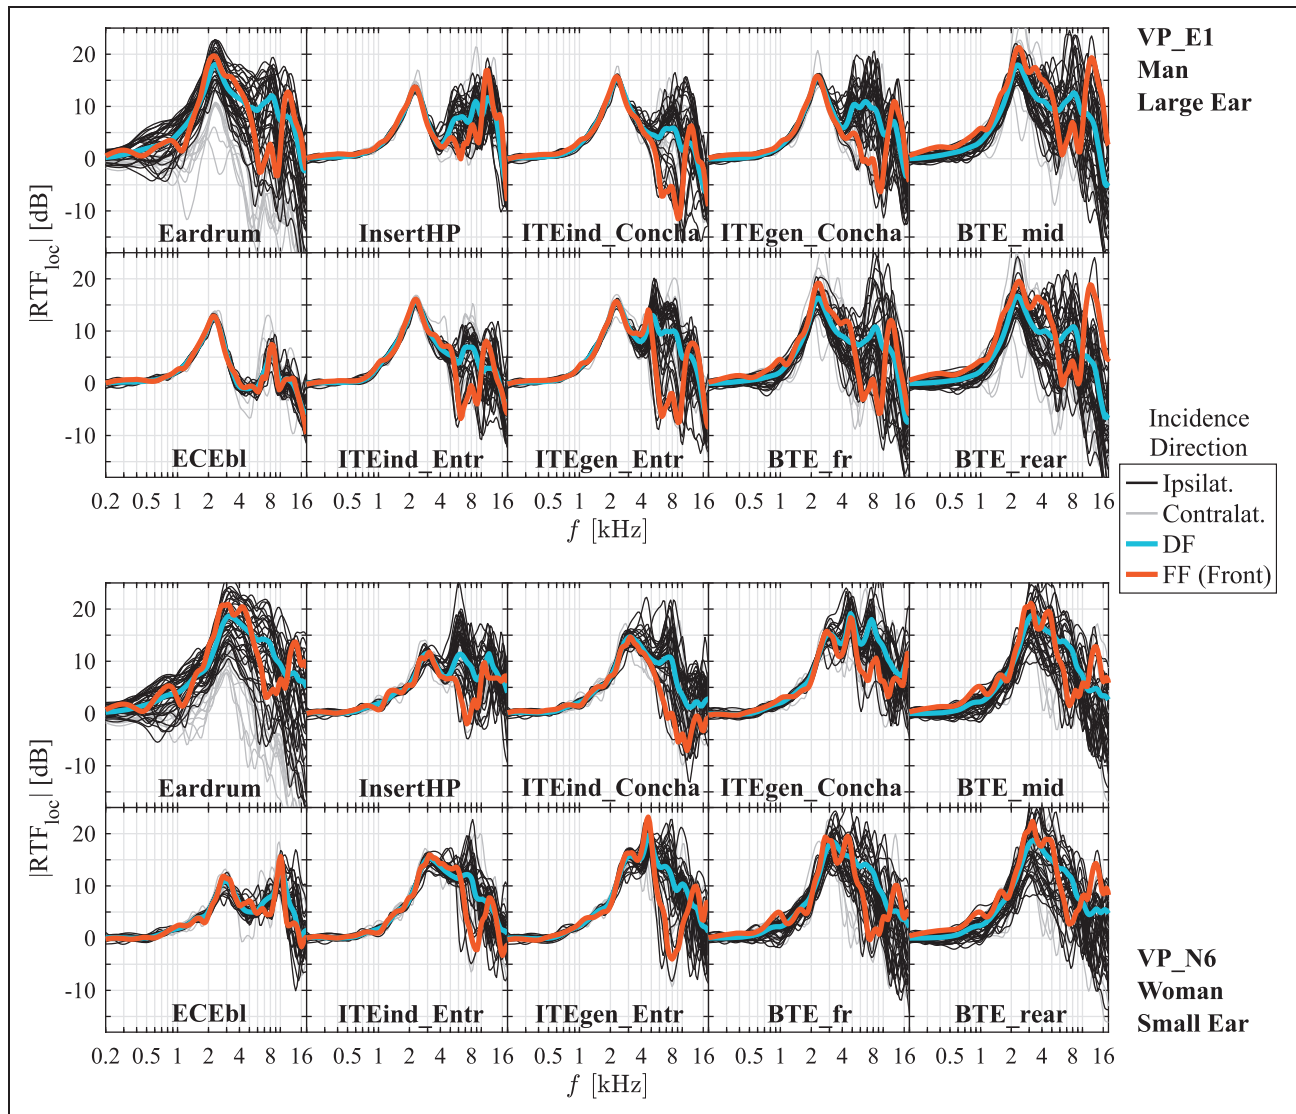 VP_E1
Man
Large Ear
20
10
0
-10
|RTF_loc| [dB]
Eardrum
InsertHP
ITEind_Concha
ITEgen_Concha
BTE_mid
20
10
0
-10
|RTF_loc| [dB]
ECEbl
ITEind_Entr
ITEgen_Entr
BTE_fr
BTE_rear
0.2 0.5 1 2 4 8 16
0.5 1 2 4 8 16
0.5 1 2 4 8 16
0.5 1 2 4 8 16
0.5 1 2 4 8 16
f [kHz]
f [kHz]
Incidence
Direction
Ipsilat.
Contralat.
DF
FF (Front)
20
10
0
-10
|RTF_loc| [dB]
Eardrum
InsertHP
ITEind_Concha
ITEgen_Concha
BTE_mid
20
10
0
-10
|RTF_loc| [dB]
ECEbl
ITEind_Entr
ITEgen_Entr
BTE_fr
BTE_rear
0.2 0.5 1 2 4 8 16
0.5 1 2 4 8 16
0.5 1 2 4 8 16
0.5 1 2 4 8 16
0.5 1 2 4 8 16
VP_N6
Woman
Small Ear